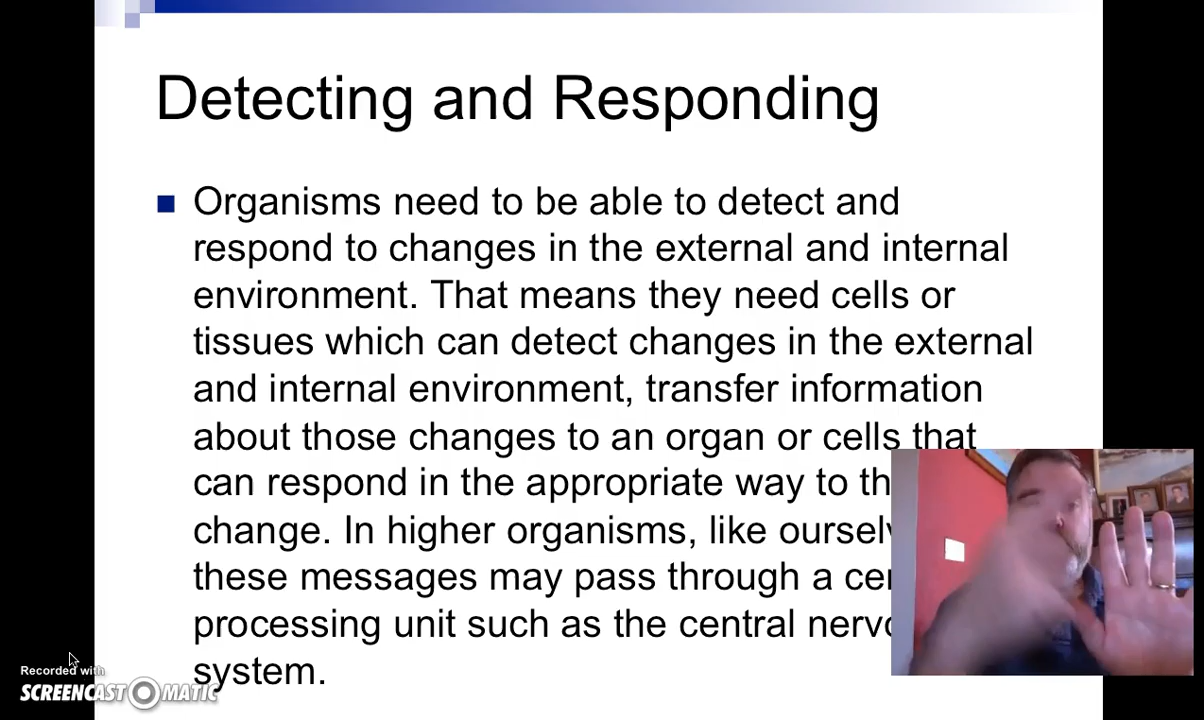 Detecting and Responding
Organisms need to be able to detect and
respond to changes in the external and internal
environment. That means they need cells or
tissues which can detect changes in the external
and internal environment, transfer information
about those changes to an organ or cells that
can respond in the appropriate way to
change. In higher organisms, like
these messages may pass through a
processing unit such as the central
system.
Recorded with
SCREENCAST MATIC